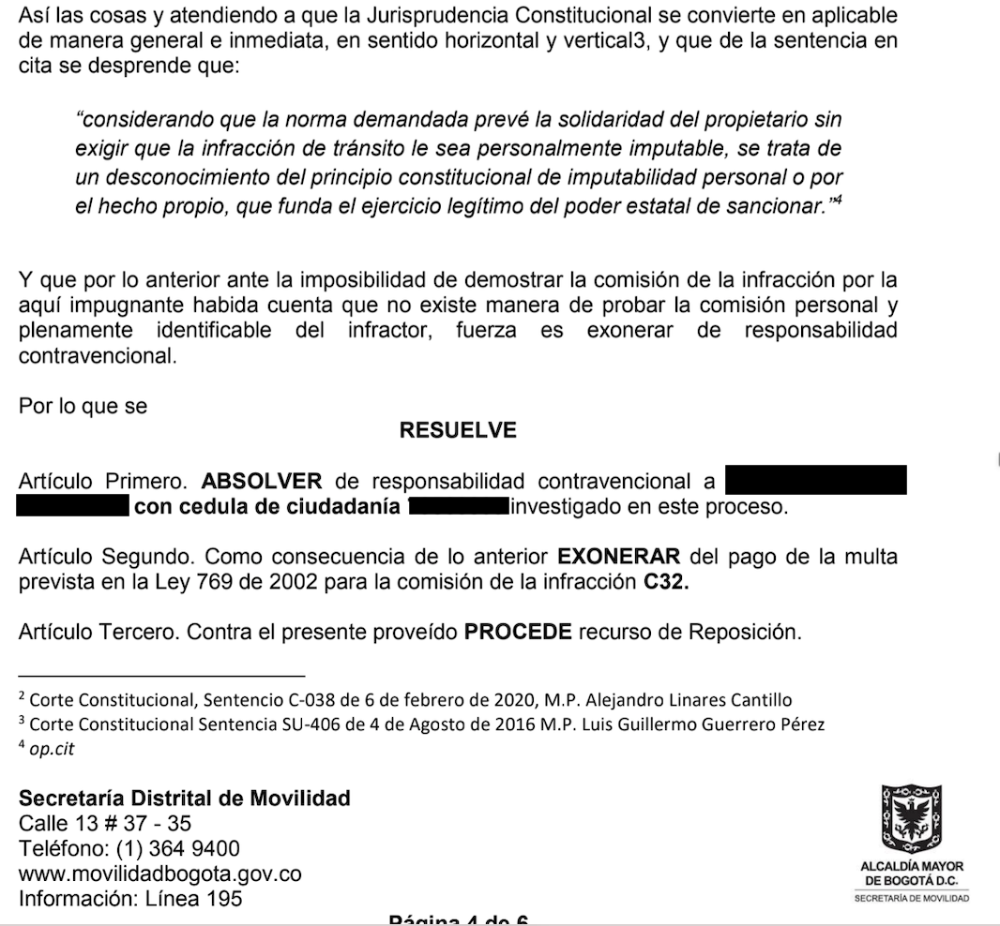 Así las cosas y atendiendo a que la Jurisprudencia Constitucional se convierte en aplicable
de manera general e inmediata, en sentido horizontal y vertical3, y que de la sentencia en
cita se desprende que:
“considerando que la norma demandada prevé la solidaridad del propietario sin
exigir que la infracción de tránsito le sea personalmente imputable, se trata de
un desconocimiento del principio constitucional de imputabilidad personal o por
el hecho propio, que funda el ejercicio legítimo del poder estatal de sancionar.”4
Y que por lo anterior ante la imposibilidad de demostrar la comisión de la infracción por la
aquí impugnante habida cuenta que no existe manera de probar la comisión personal y
plenamente identificable del infractor, fuerza es exonerar de responsabilidad
contravencional.
Por lo que se
RESUELVE
Artículo Primero. ABSOLVER de responsabilidad contravencional a
con cedula de ciudadanía investigado en este proceso.
Artículo Segundo. Como consecuencia de lo anterior EXONERAR del pago de la multa
prevista en la Ley 769 de 2002 para la comisión de la infracción C32.
Artículo Tercero. Contra el presente proveído PROCEDE recurso de Reposición.
2 Corte Constitucional, Sentencio C-038 de 6 de febrero de 2020, M.P. Alejandro Linares Cantillo
3 Corte Constitucional Sentencia SU-406 de 4 de Agosto de 2016 M.P. Luis Guillermo Guerrero Pérez
4 op.cit
Secretaría Distrital de Movilidad
Calle 13 # 37 - 35
Teléfono: (1) 364 9400
www.movilidadbogota.gov.co
Información: Línea 195
ALCALDÍA MAYOR
DE BOGOTÁ D.C.
SECRETARÍA DE MOVILIDAD
Página 4 de 6